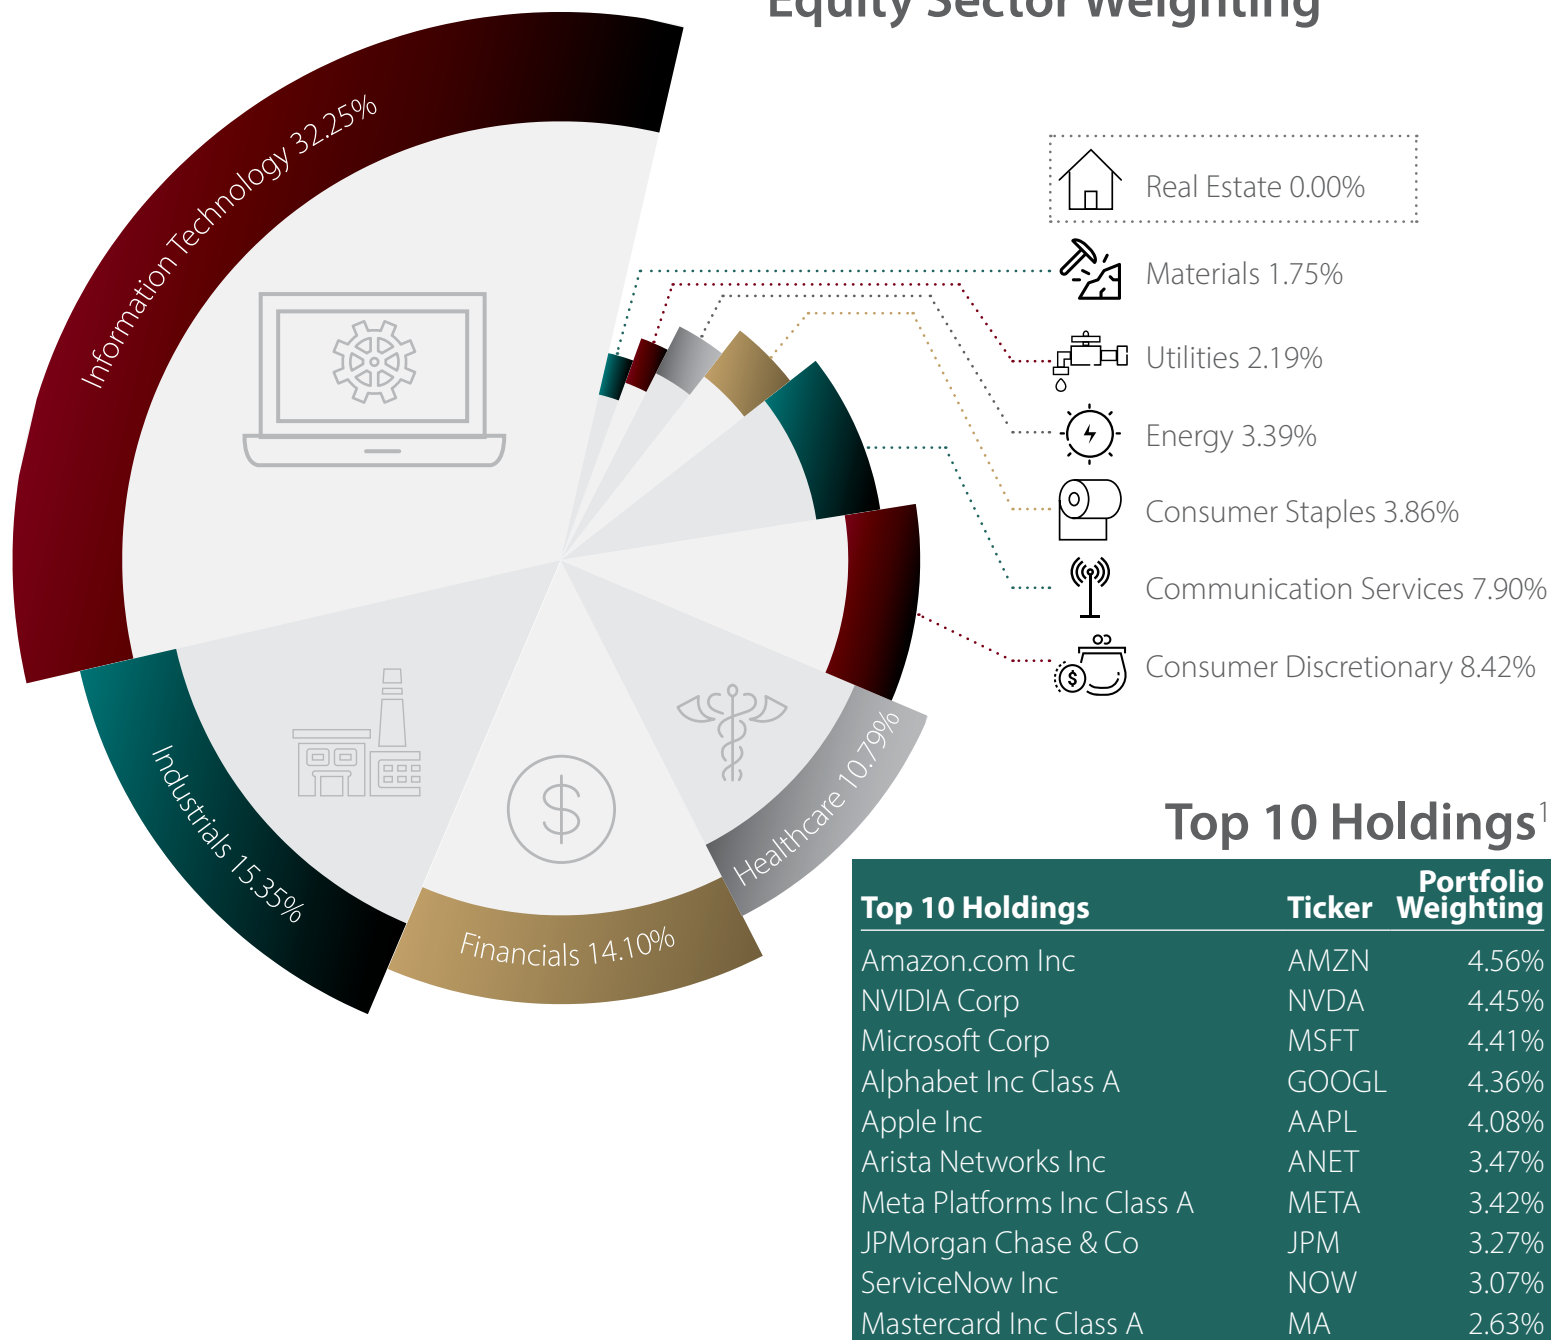 Equity Sector Weighting
Information Technology 32.25%
Real Estate 0.00%
Materials 1.75%
Utilities 2.19%
Energy 3.39%
Consumer Staples 3.86%
Communication Services 7.90%
Consumer Discretionary 8.42%
Healthcare 10.79%
Financials 14.10%
Industrials 15.35%
$
$
Top 10 Holdings1
Top 10 Holdings Ticker Portfolio Weighting
Amazon.com Inc AMZN 4.56%
NVIDIA Corp NVDA 4.45%
Microsoft Corp MSFT 4.41%
Alphabet Inc Class A GOOGL 4.36%
Apple Inc AAPL 4.08%
Arista Networks Inc ANET 3.47%
Meta Platforms Inc Class A META 3.42%
JPMorgan Chase & Co JPM 3.27%
ServiceNow Inc NOW 3.07%
Mastercard Inc Class A MA 2.63%